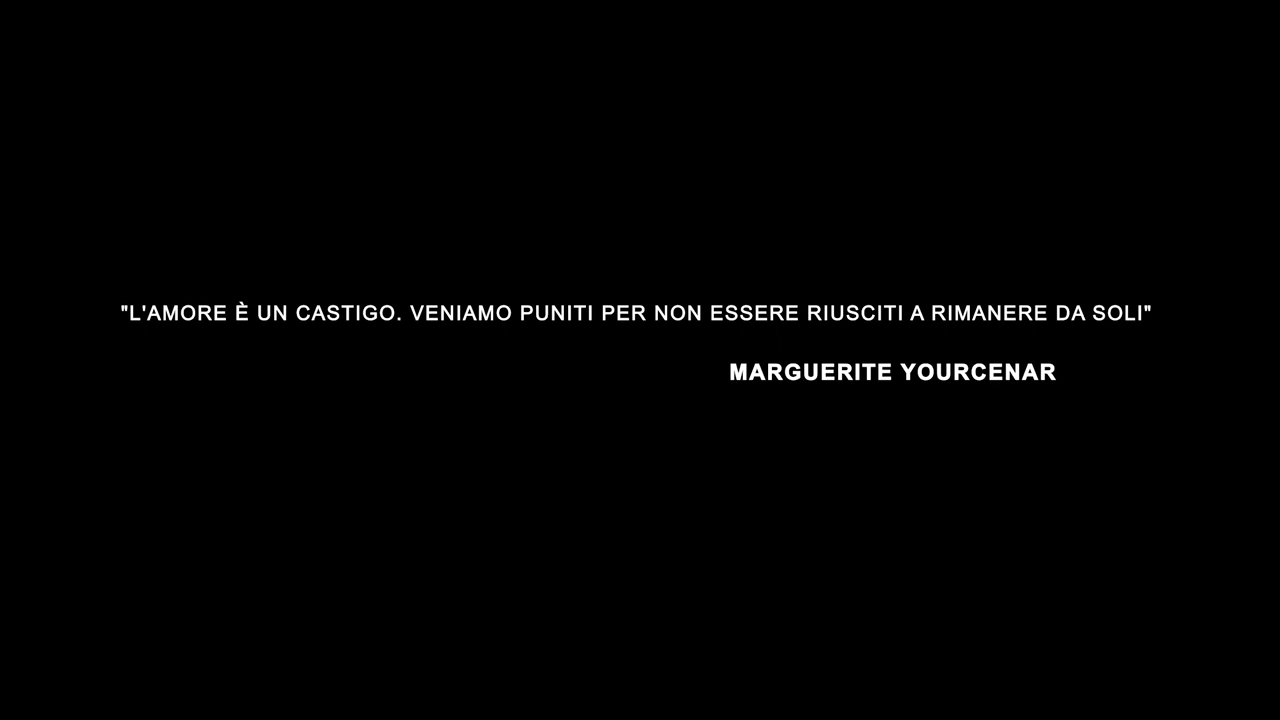 "L'AMORE È UN CASTIGO. VENIAMO PUNITI PER NON ESSERE RIUSCITI A RIMANERE DA SOLI"
MARGUERITE YOURCENAR